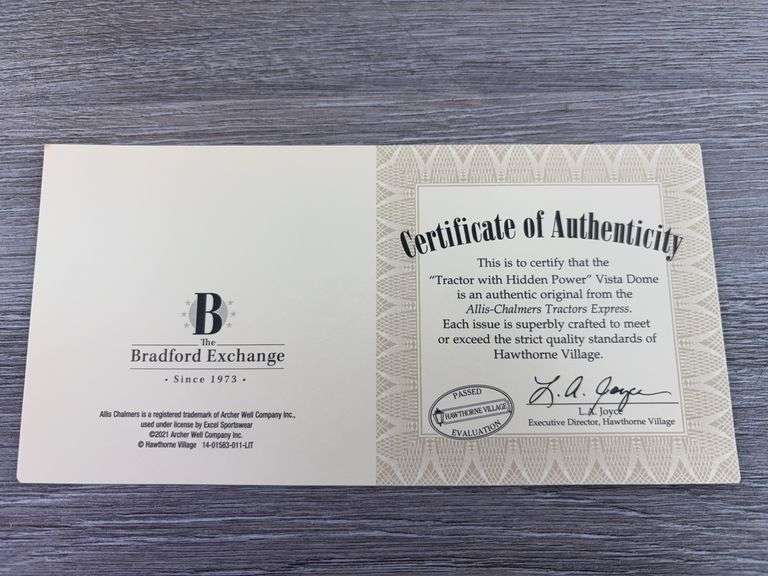 B
The
Bradford Exchange
• Since 1973 •
Allis Chalmers is a registered trademark of Archer Well Company Inc.,
used under license by Excel Sportswear
©2021 Archer Well Company Inc.
© Hawthorne Village 14-01583-011-LIT
Certificate of Authenticity
This is to certify that the
“Tractor with Hidden Power” Vista Dome
is an authentic original from the
Allis-Chalmers Tractors Express.
Each issue is superbly crafted to meet
or exceed the strict quality standards of
Hawthorne Village.
PASSED
HAWTHORNE VILLAGE
EVALUATION
L. A. Joyce
L.A. Joyce
Executive Director, Hawthorne Village